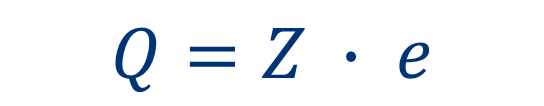 Q = Z · e